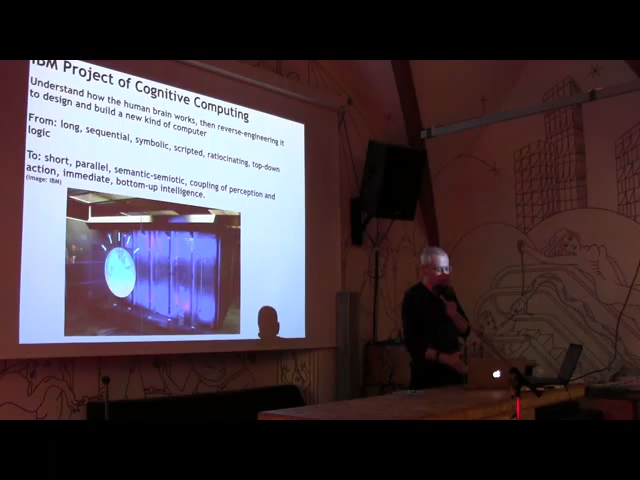 IBM Project of Cognitive Computing
Understand how the human brain works, then reverse-engineering it
to design and build a new kind of computer
From: long, sequential, symbolic, scripted, ratiocinating, top-down
logic
To: short, parallel, semantic-semiotic, coupling of perception and
action, immediate, bottom-up intelligence.
(Image: IBM)